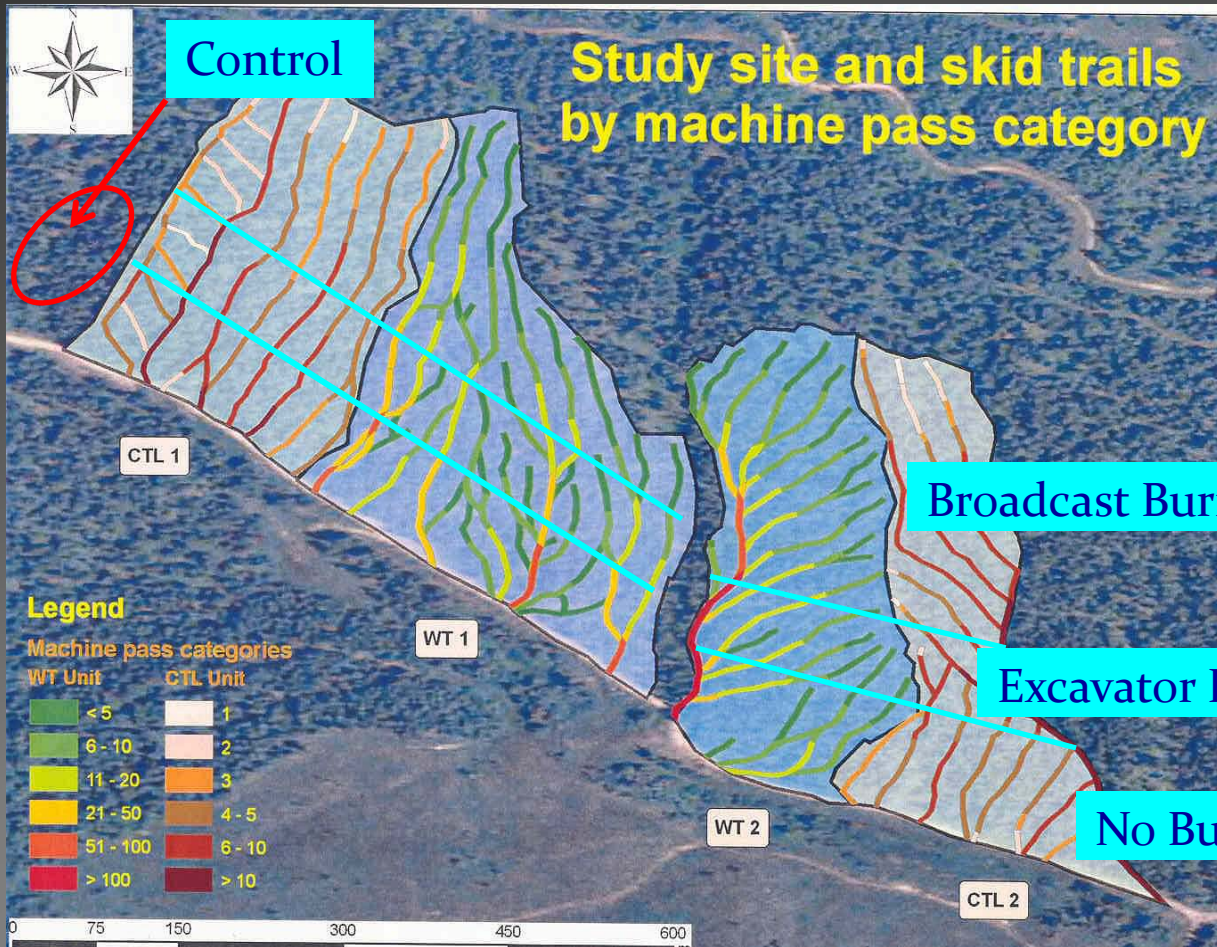 N
W E
S
Control
Study site and skid trails
by machine pass category
CTL 1
WT 1
WT 2
CTL 2
Broadcast Bur
Excavator
No Bu
Legend
Machine pass categories
WT Unit CTL Unit
< 5 1
6 - 10 2
11 - 20 3
21 - 50 4 - 5
51 - 100 6 - 10
> 100 > 10
0 75 150 300 450 600